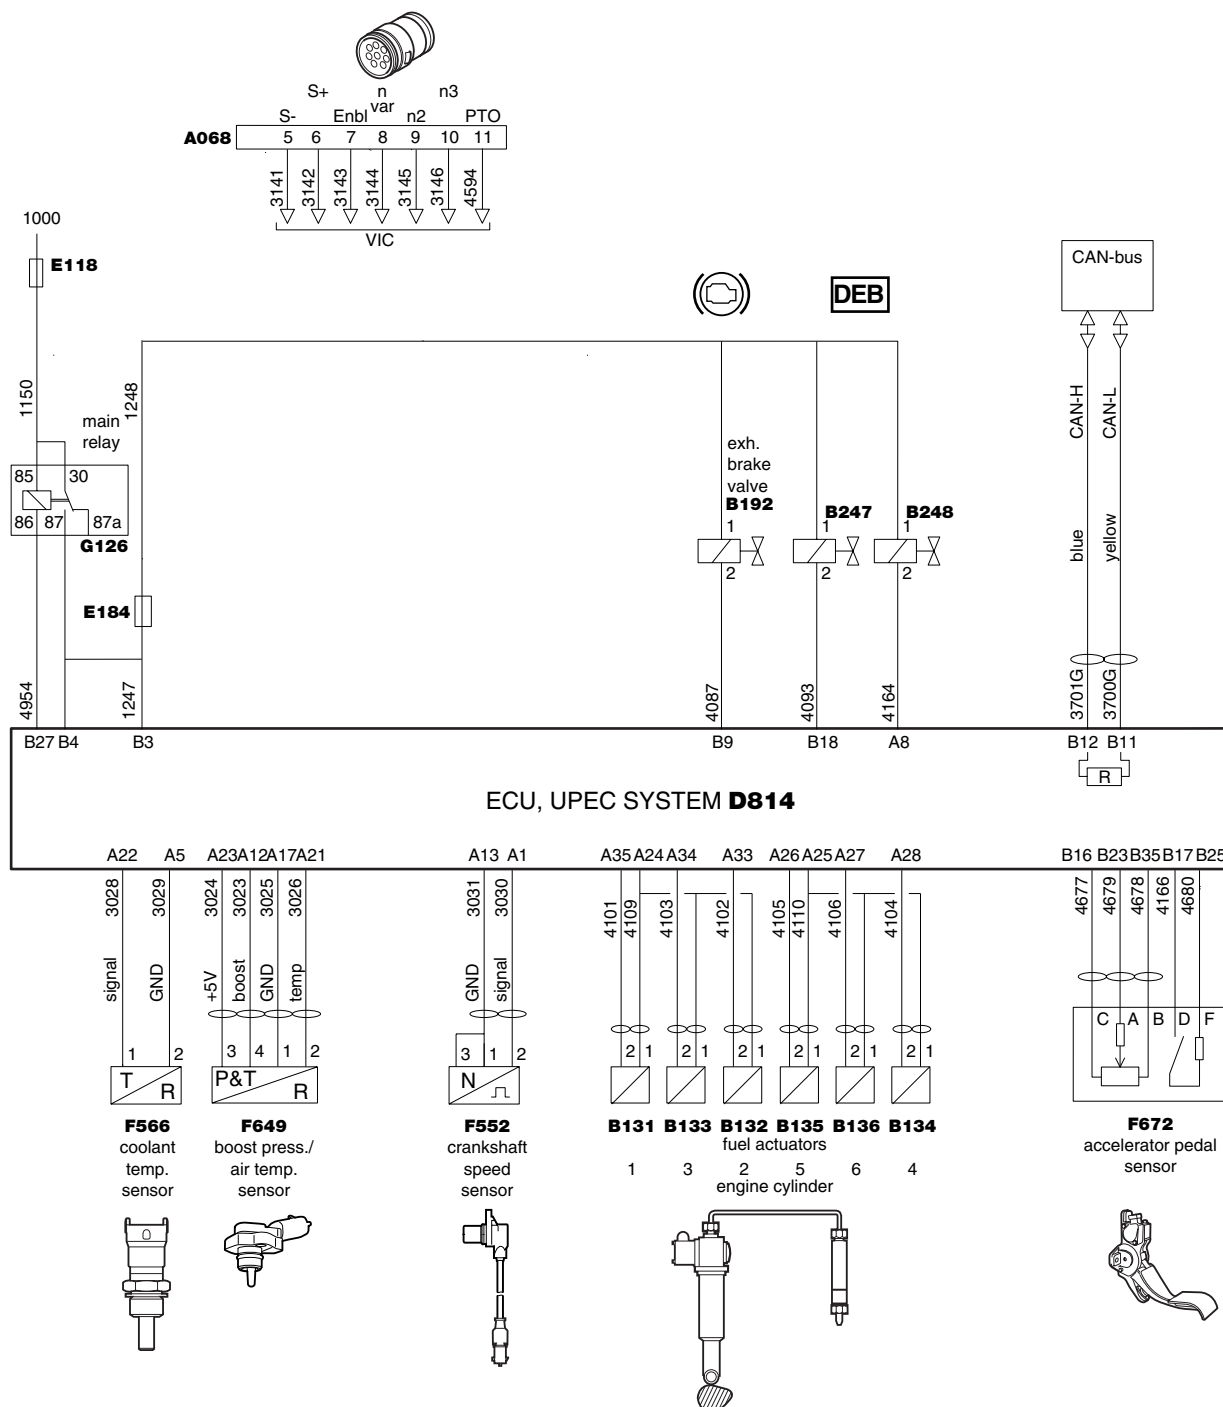 S+ n n3
var
S- Enbl n2 PTO
A068 5 6 7 8 9 10 11
3141 3142 3143 3144 3145 3146 4594
VIC
1000
E118
CAN-bus
DEB
1150 1248 CAN-H CAN-L
main
relay
exh.
brake
valve
B192 B247 B248
85 30
86 87 87a
G126
1 1 1
2 2 2
blue yellow
E184
4954 1247 4087 4093 4164 3701G 3700G
B27 B4 B3 B9 B18 A8 B12 B11
R
ECU, UPEC SYSTEM D814
A22 A5 A23 A12 A17 A21 A13 A1 A35 A24 A34 A33 A26 A25 A27 A28 B16 B23 B35 B17 B25
3028 3029 3024 3023 3025 3026 3031 3030 4101 4109 4103 4102 4105 4110 4106 4104 4677 4679 4678 4166 4680
signal GND +5V boost GND temp GND signal
C A B D F
1 2 3 4 1 2 3 1 2 2 1 2 1 2 1 2 1 2 1 2 1
T R P&T R N
F566 F649 F552 B131 B133 B132 B135 B136 B134 F672
coolant
temp.
sensor
boost press./
air temp.
sensor
crankshaft
speed
sensor
fuel actuators
1 3 2 5 6 4
engine cylinder
accelerator pedal
sensor